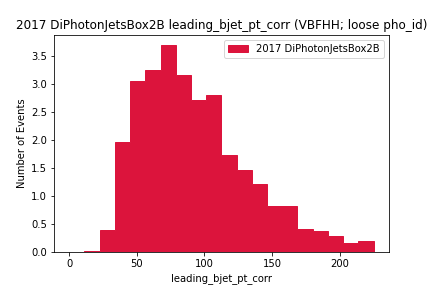 2017 DiPhotonJetsBox2B leading_bjet_pt_corr (VBFHH; loose pho_id)
2017 DiPhotonJetsBox2B
Number of Events
3.5
3.0
2.5
2.0
1.5
1.0
0.5
0.0
0 50 100 150 200
leading_bjet_pt_corr